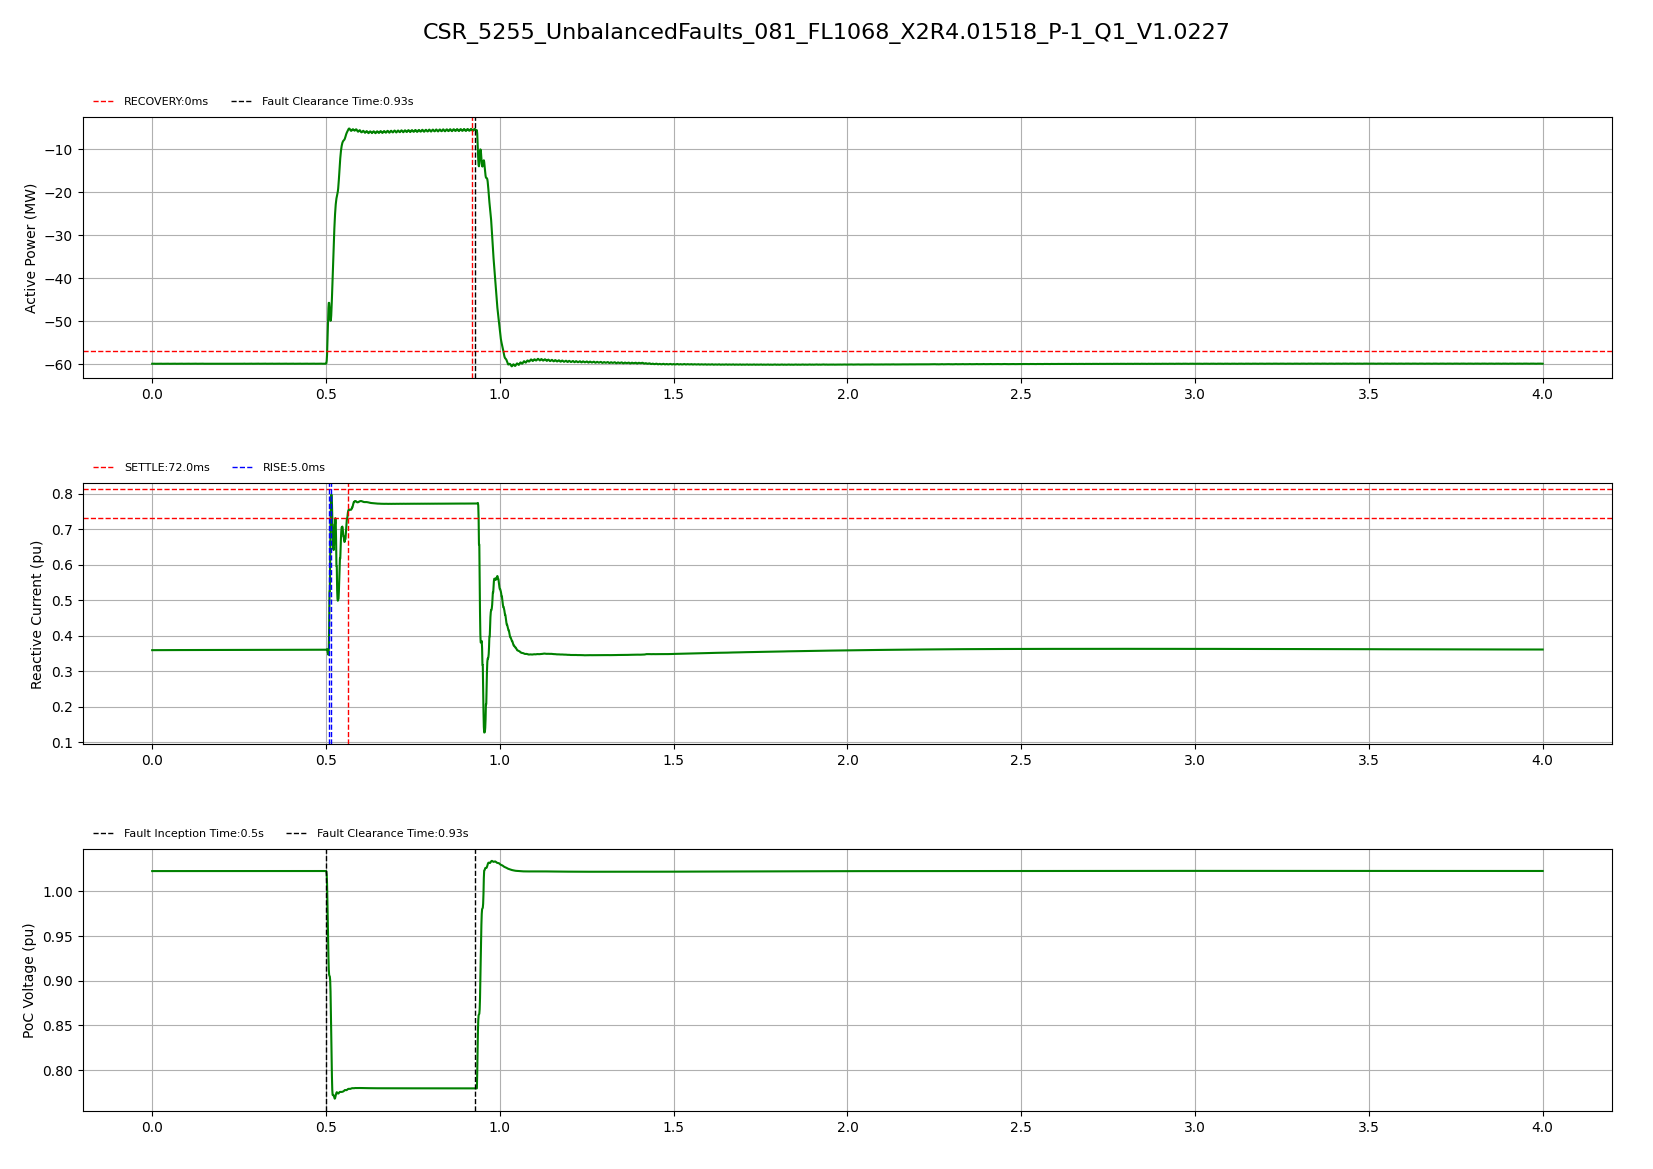 CSR_5255_UnbalancedFaults_081_FL1068_X2R4.01518_P-1_Q1_V1.0227
RECOVERY:0ms Fault Clearance Time:0.93s
−10
−20
−30
−40
−50
−60
Active Power (MW)
0.0 0.5 1.0 1.5 2.0 2.5 3.0 3.5 4.0
SETTLE:72.0ms RISE:5.0ms
0.8
0.7
0.6
0.5
0.4
0.3
0.2
0.1
Reactive Current (pu)
0.0 0.5 1.0 1.5 2.0 2.5 3.0 3.5 4.0
Fault Inception Time:0.5s Fault Clearance Time:0.93s
1.00
0.95
0.90
0.85
0.80
PoC Voltage (pu)
0.0 0.5 1.0 1.5 2.0 2.5 3.0 3.5 4.0